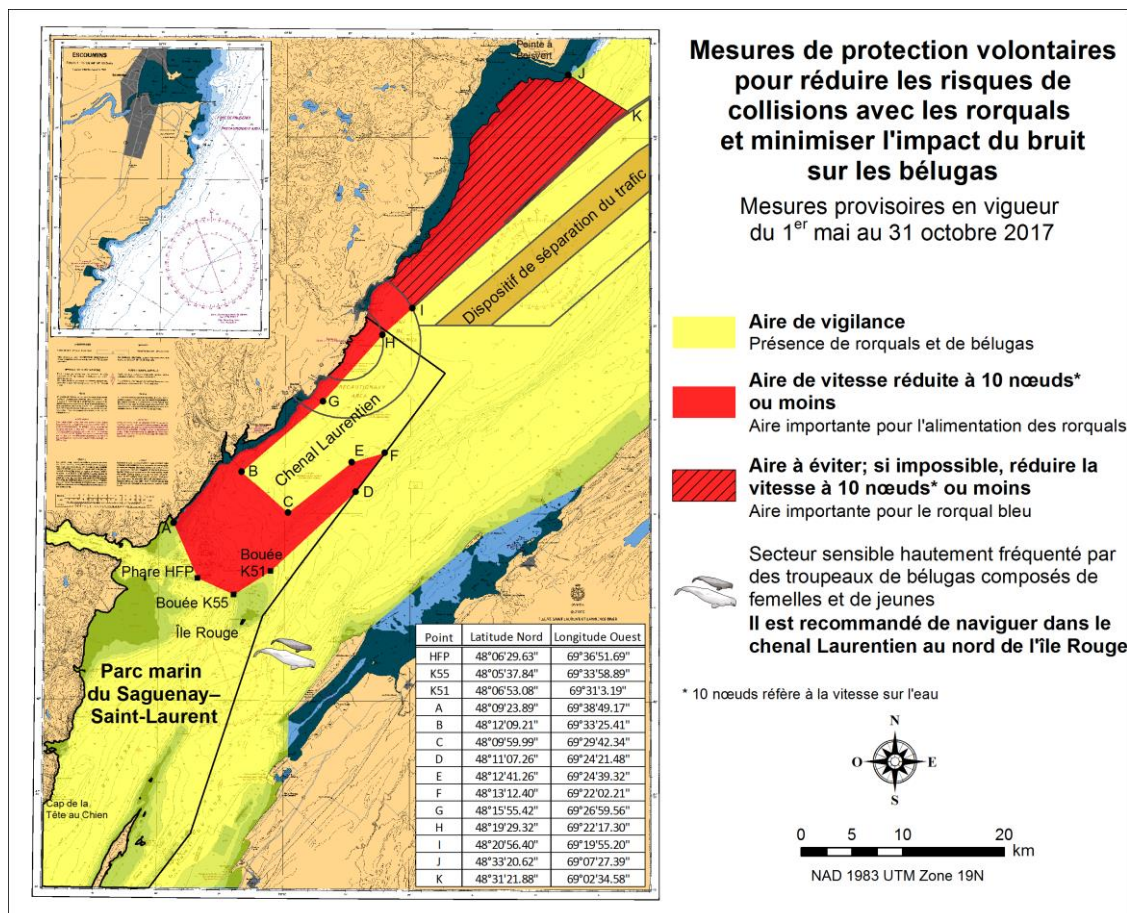 Mesures de protection volontaires
pour réduire les risques de
collisions avec les rorquals
et minimiser l'impact du bruit
sur les bélugas
Mesures provisoires en vigueur
du 1er mai au 31 octobre 2017
Aire de vigilance
Présence de rorquals et de bélugas
Aire de vitesse réduite à 10 nœuds*
ou moins
Aire importante pour l'alimentation des rorquals
Aire à éviter; si impossible, réduire la
vitesse à 10 nœuds* ou moins
Aire importante pour le rorqual bleu
Secteur sensible hautement fréquenté par
des troupeaux de bélugas composés de
femelles et de jeunes
Il est recommandé de naviguer dans le
chenal Laurentien au nord de l'île Rouge
* 10 nœuds réfère à la vitesse sur l'eau
N
O
E
S
0 5 10 20
km
NAD 1983 UTM Zone 19N
ESCOUMINS
Pointe à
Boisvert
J
K
Dispositif de séparation du trafic
I
H
PRECAUTIONARY
AREA
G
Chenal Laurentien
F
E
D
B
C
A
Bouée
K51
Phare HFP
Bouée K55
Île Rouge
Parc marin
du Saguenay–
Saint-Laurent
Cap de la
Tête au Chien
Point Latitude Nord Longitude Ouest
HFP 48°06'29.63" 69°36'51.69"
K55 48°05'37.84" 69°33'58.89"
K51 48°06'53.08" 69°31'3.19"
A 48°09'23.89" 69°38'49.17"
B 48°12'09.21" 69°33'25.41"
C 48°09'59.99" 69°29'42.34"
D 48°11'07.26" 69°24'21.48"
E 48°12'41.26" 69°24'39.32"
F 48°13'12.40" 69°22'02.21"
G 48°15'55.42" 69°26'59.56"
H 48°19'29.32" 69°22'17.30"
I 48°20'56.40" 69°19'55.20"
J 48°33'20.62" 69°07'27.39"
K 48°31'21.88" 69°02'34.58"